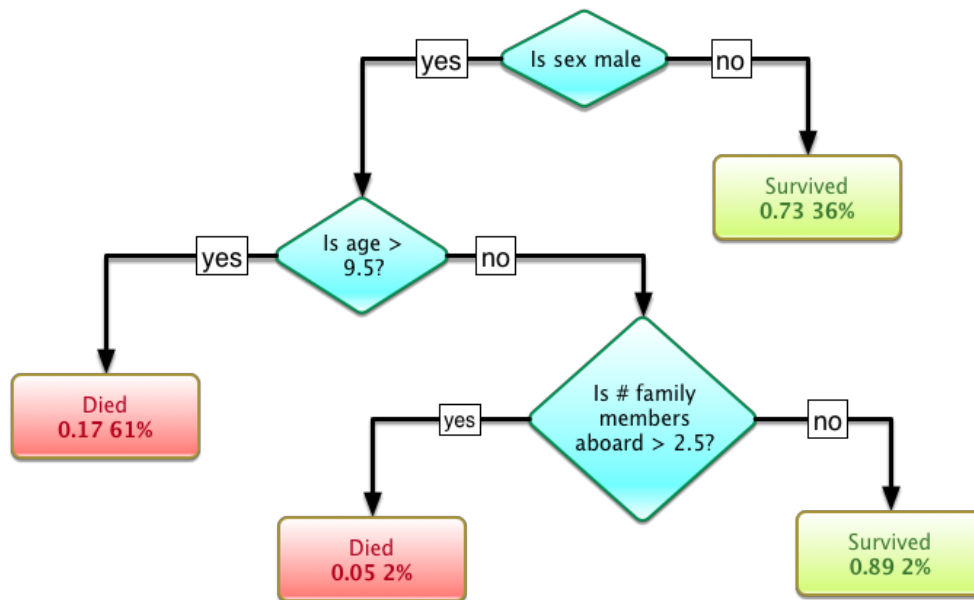 Is sex male
yes
no
Survived
0.73 36%
Is age >
9.5?
yes
no
Died
0.17 61%
Is # family
members
aboard > 2.5?
yes
no
Died
0.05 2%
Survived
0.89 2%